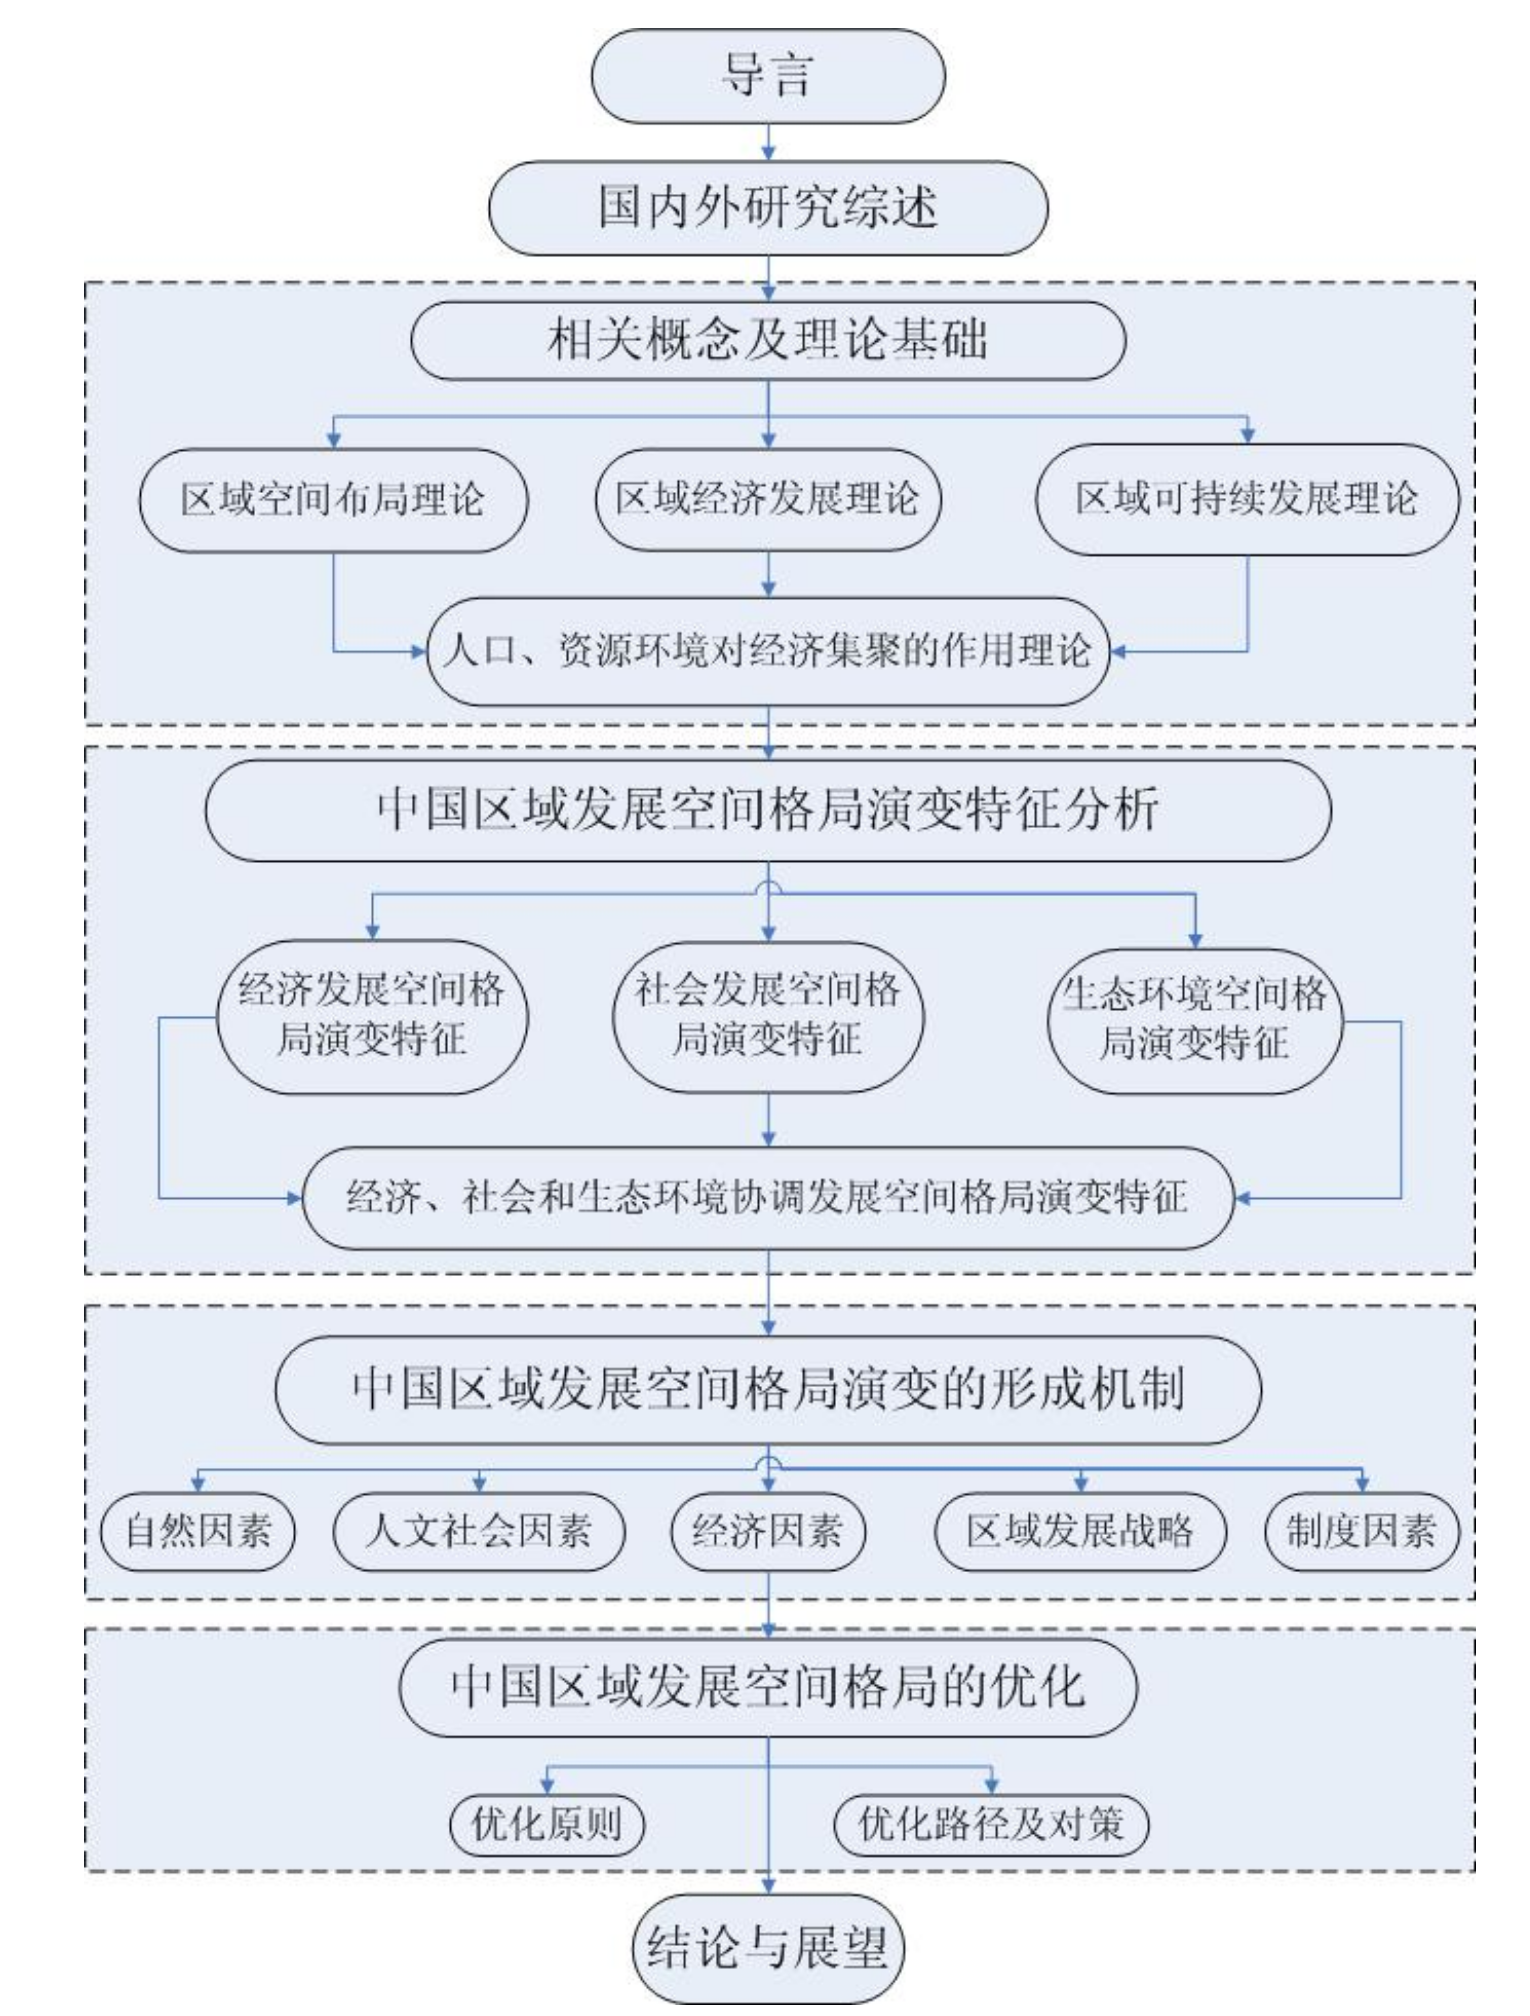 导言
国内外研究综述
相关概念及理论基础
区域空间布局理论
区域经济发展理论
区域可持续发展理论
人口、资源环境对经济集聚的作用理论
中国区域发展空间格局演变特征分析
经济发展空间格
局演变特征
社会发展空间格
局演变特征
生态环境空间格
局演变特征
经济、社会和生态环境协调发展空间格局演变特征
中国区域发展空间格局演变的形成机制
自然因素
人文社会因素
经济因素
区域发展战略
制度因素
中国区域发展空间格局的优化
优化原则
优化路径及对策
结论与展望